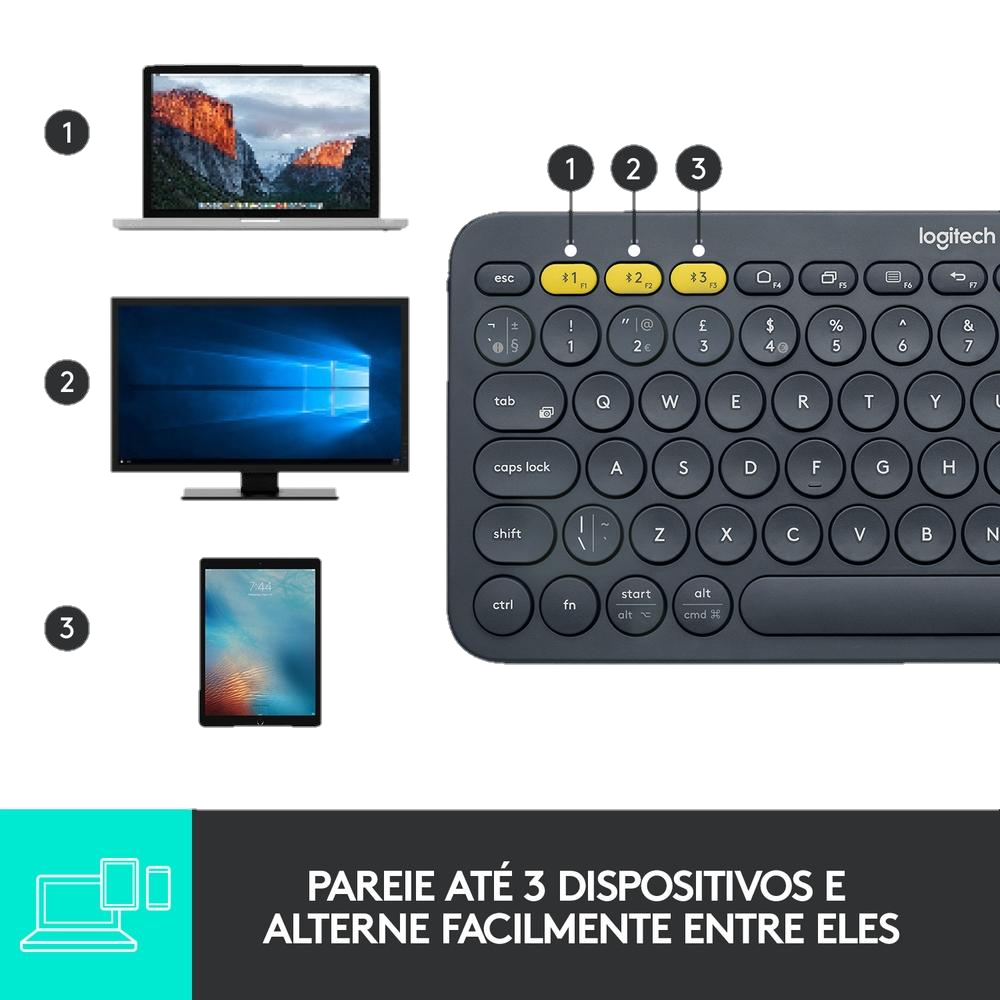 1
2
3
7:44
1 2 3
logitech
esc 1 F1 2 F2 3 F3 F4 F5 F6 F7
¬ | ± ! " | @ £ $ % ^ &
` ¦ | § 1 2 € 3 4 5 6 7
tab Q W E R T Y U
caps lock A S D F G H
shift | ~ \ ` Z X C V B N
ctrl fn start alt
alt ⌥ cmd ⌘
PAREIE ATÉ 3 DISPOSITIVOS E
ALTERNE FACILMENTE ENTRE ELES